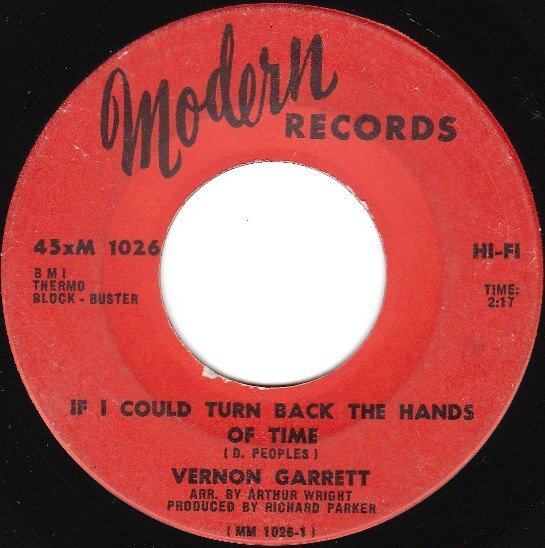 Modern
RECORDS
45xM 1026
HI-FI
BMI
THERMO
BLOCK - BUSTER
TIME:
2:17
IF I COULD TURN BACK THE HANDS
OF TIME
( D. PEOPLES )
VERNON GARRETT
ARR. BY ARTHUR WRIGHT
PRODUCED BY RICHARD PARKER
( MM 1026-1 )